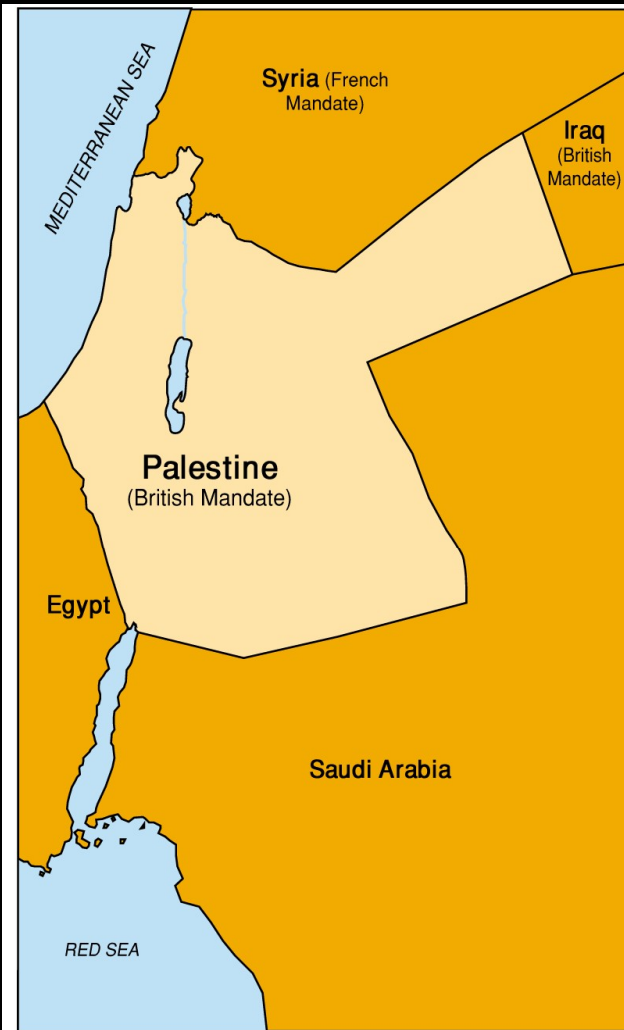 MEDITERRANEAN SEA
Syria (French
Mandate)
Iraq
(British
Mandate)
Palestine
(British Mandate)
Egypt
Saudi Arabia
RED SEA